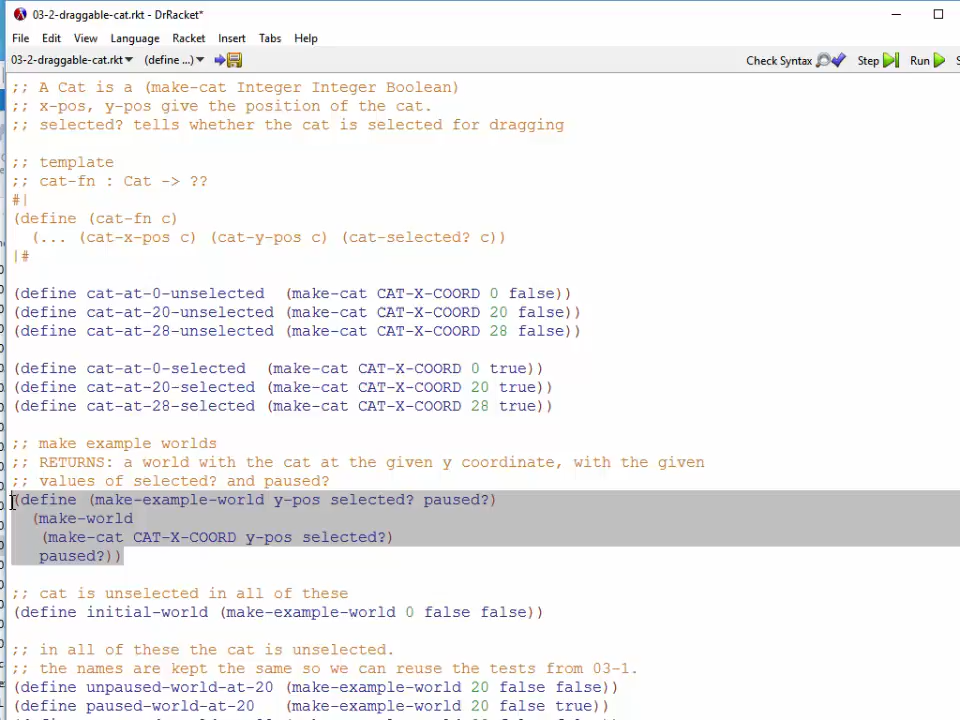 03-2-draggable-cat.rkt - DrRacket*
File Edit View Language Racket Insert Tabs Help
03-2-draggable-cat.rkt (define ...) Check Syntax Step Run
;; A Cat is a (make-cat Integer Integer Boolean)
;; x-pos, y-pos give the position of the cat.
;; selected? tells whether the cat is selected for dragging
;; template
;; cat-fn : Cat -> ??
#|
(define (cat-fn c)
(... (cat-x-pos c) (cat-y-pos c) (cat-selected? c))
|#
(define cat-at-0-unselected (make-cat CAT-X-COORD 0 false))
(define cat-at-20-unselected (make-cat CAT-X-COORD 20 false))
(define cat-at-28-unselected (make-cat CAT-X-COORD 28 false))
(define cat-at-0-selected (make-cat CAT-X-COORD 0 true))
(define cat-at-20-selected (make-cat CAT-X-COORD 20 true))
(define cat-at-28-selected (make-cat CAT-X-COORD 28 true))
;; make example worlds
;; RETURNS: a world with the cat at the given y coordinate, with the given
;; values of selected? and paused?
(define (make-example-world y-pos selected? paused?)
(make-world
(make-cat CAT-X-COORD y-pos selected?)
paused?))
;; cat is unselected in all of these
(define initial-world (make-example-world 0 false false))
;; in all of these the cat is unselected.
;; the names are kept the same so we can reuse the tests from 03-1.
(define unpaused-world-at-20 (make-example-world 20 false false))
(define paused-world-at-20 (make-example-world 20 false true))